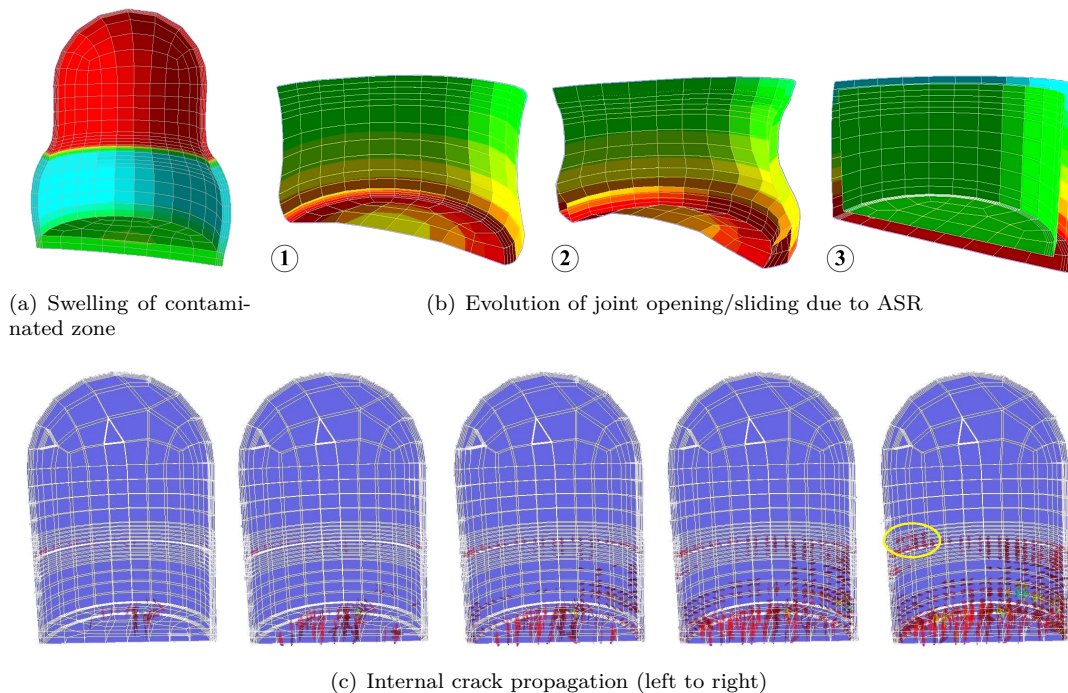 ① ② ③
(a) Swelling of contami-
nated zone
(b) Evolution of joint opening/sliding due to ASR
(c) Internal crack propagation (left to right)